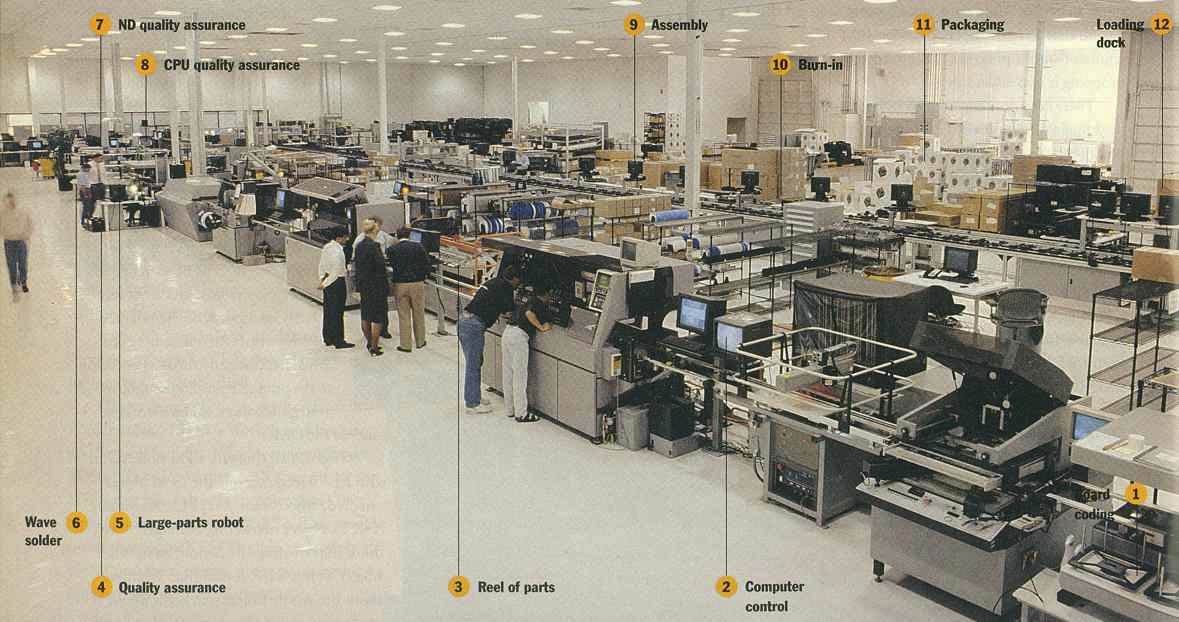 7 ND quality assurance
8 CPU quality assurance
9 Assembly
10 Burn-in
11 Packaging
Loading 12
dock
Board 1
coding
Wave 6
solder
5 Large-parts robot
4 Quality assurance
3 Reel of parts
2 Computer
control